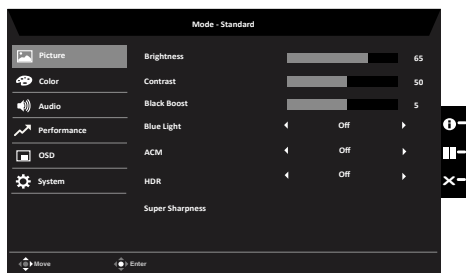 Mode - Standard
Picture
Color
Audio
Performance
OSD
System
Brightness 65
Contrast 50
Black Boost 5
Blue Light Off
ACM Off
HDR Off
Super Sharpness
Move Enter